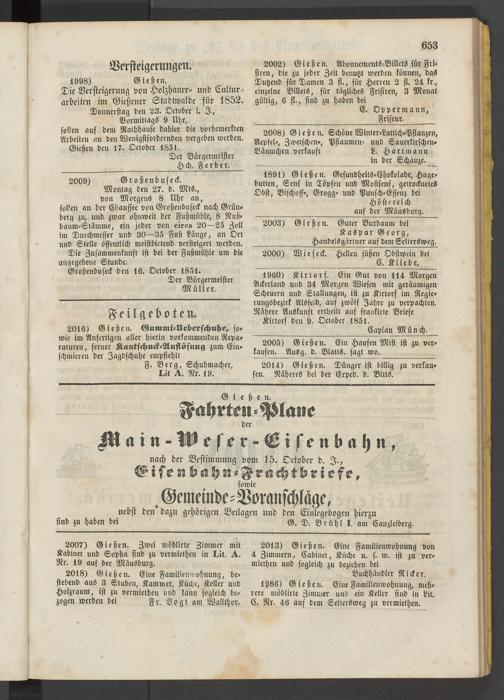 653
Versteigerungen.
1998) Gießen.
Die Versteigerung von Holzhauer- und Cultur-
arbeiten im Gießener Stadtwalde für 1852.
Donnerstag den 23. October l. J.,
Vormittags 9 Uhr,
sollen auf dem Rathhause dahier die vorbemerkten
Arbeiten an den Wenigstfordernden vergeben werden.
Gießen den 17. October 1851.
Der Bürgermeister
Hch. Ferber.
2009) Großenbuseck.
Montag den 27. d. Mts.,
von Morgens 8 Uhr an,
sollen an der Chaussee von Großenbuseck nach Grün-
berg zu, und zwar ohnweit der Fußmühle, 8 Nuß-
baum-Stämme, ein jeder von circa 20—25 Zoll
im Durchmesser und 20—35 Fuß Länge, an Ort
und Stelle öffentlich meistbietend versteigert werden.
Die Zusammenkunft ist bei der Fußmühle um die
angegebene Stunde.
Großenbuseck den 16. October 1851.
Der Bürgermeister
Müller.
Feilgeboten.
2016) Gießen. Gummi-Ueberschuhe, so-
wie im Anfertigen aller hierin vorkommenden Repa-
raturen, ferner Kautschuck-Auflösung zum Ein-
schmieren der Jagdschuhe empfiehlt
F. Berg, Schuhmacher,
Lit A. Nr. 19.
2002) Gießen. Abonnements-Billets für Fri-
siren, die zu jeder Zeit benutzt werden können, das
Dutzend für Damen 3 fl., für Herren 2 fl. 24 kr.,
einzelne Billets, für tägliches Frisiren, 3 Monat
gültig, 6 fl., sind zu haben bei
C. Oppermann,
Friseur.
2008) Gießen. Schöne Winter-Lattich-Pflanzen,
Aepfel-, Zwetschen-, Pflaumen- und Sauerkirschen-
Bäumchen verkauft L. Hartmann
in der Schanze.
1891) Gießen. Gesundheits-Chokolade, Hage-
butten, Senf in Töpfen und Mostsenf, getrocknetes
Obst, Bischoff-, Grogg- und Punsch-Essenz bei
Höstereich
auf der Mäusburg.
2003) Gießen. Guter Buxbaum bei
Kaspar Georg,
Handelsgärtner auf dem Seltersweg.
2000) Wieseck. Hellen süßen Obstwein bei
C. Kliebe.
1960) Kirtorf. Ein Gut von 114 Morgen
Ackerland und 34 Morgen Wiesen mit geräumigen
Scheuern und Stallungen, ist zu Kirtorf im Regie-
rungsbezirk Alsfeld, auf zwölf Jahre zu verpachten.
Nähere Auskunft ertheilt auf frankirte Briefe
Kirtorf den 9. October 1851.
Caplan Münch.
2005) Gießen. Ein Haufen Mist ist zu ver-
kaufen. Ausg. d. Blatts. sagt wo.
2014) Gießen. Dünger ist billig zu verkau-
fen. Näheres bei der Exped. d. Blts.
Gießen.
Fahrten-Plane
der
Main-Weser-Eisenbahn,
nach der Bestimmung vom 15. October d. J.,
Eisenbahn-Frachtbriefe,
sowie
Gemeinde-Voranschläge,
nebst den dazu gehörigen Beilagen und den Einlegebogen hierzu
sind zu haben bei G. D. Brühl I. am Canzleiberg.
2007) Gießen. Zwei möblirte Zimmer mit
Kabinet und Sopha sind zu vermiethen in Lit. A.
Nr. 19 auf der Mäusburg.
2018) Gießen. Eine Familienwohnung, be-
stehend aus 3 Stuben, Kammer, Küche, Keller und
Holzraum, ist zu vermiethen und kann sogleich be-
zogen werden bei Fr. Vogt am Wallthor.
2013) Gießen. Eine Familienwohnung von
4 Zimmern, Cabinet, Küche u. s. w. ist zu ver-
miethen und sogleich zu beziehen bei
Buchhändler Ricker.
1986) Gießen. Eine Familienwohnung, meh-
rere möblirte Zimmer und ein Keller sind in Lit.
C. Nr. 46 auf dem Seltersweg zu vermiethen.